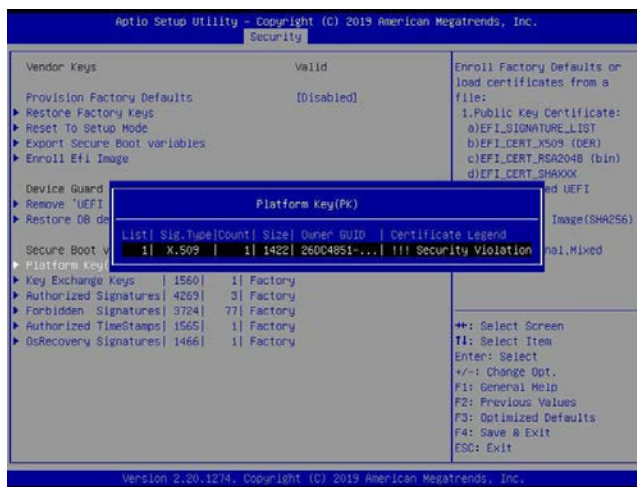 Aptio Setup Utility - Copyright (C) 2019 American Megatrends, Inc.
Security
Vendor Keys Valid
Provision Factory Defaults [Disabled]
Restore Factory Keys
Reset To Setup Mode
Export Secure Boot variables
Enroll Efi Image
Device Guard
Remove 'UEFI
Restore DB de
Secure Boot v
Platform Key(
Key Exchange Keys | 1560| 1| Factory
Authorized Signatures| 4269| 3| Factory
Forbidden Signatures| 3724| 77| Factory
Authorized TimeStamps| 1565| 1| Factory
OsRecovery Signatures| 1466| 1| Factory
Platform Key(PK)
List| Sig.Type|Count| Size| Owner GUID | Certificate Legend
1| X.509 | 1| 1422| 26DC4851-...| !!! Security Violation
Enroll Factory Defaults or
load certificates from a
file:
1.Public Key Certificate:
a)EFI_SIGNATURE_LIST
b)EFI_CERT_X509 (DER)
c)EFI_CERT_RSA2048 (bin)
d)EFI_CERT_SHAXXX
ed UEFI
Image(SHA256)
nal,Mixed
: Select Screen
↑↓: Select Item
Enter: Select
+/-: Change Opt.
F1: General Help
F2: Previous Values
F3: Optimized Defaults
F4: Save & Exit
ESC: Exit
Version 2.20.1274. Copyright (C) 2019 American Megatrends, Inc.